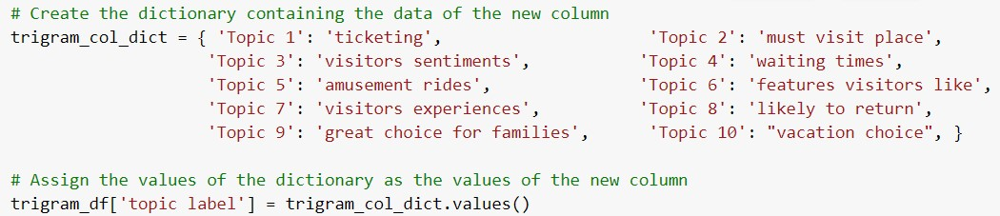 # Create the dictionary containing the data of the new column
trigram_col_dict = { 'Topic 1': 'ticketing', 'Topic 2': 'must visit place',
'Topic 3': 'visitors sentiments', 'Topic 4': 'waiting times',
'Topic 5': 'amusement rides', 'Topic 6': 'features visitors like',
'Topic 7': 'visitors experiences', 'Topic 8': 'likely to return',
'Topic 9': 'great choice for families', 'Topic 10': "vacation choice", }
# Assign the values of the dictionary as the values of the new column
trigram_df['topic label'] = trigram_col_dict.values()